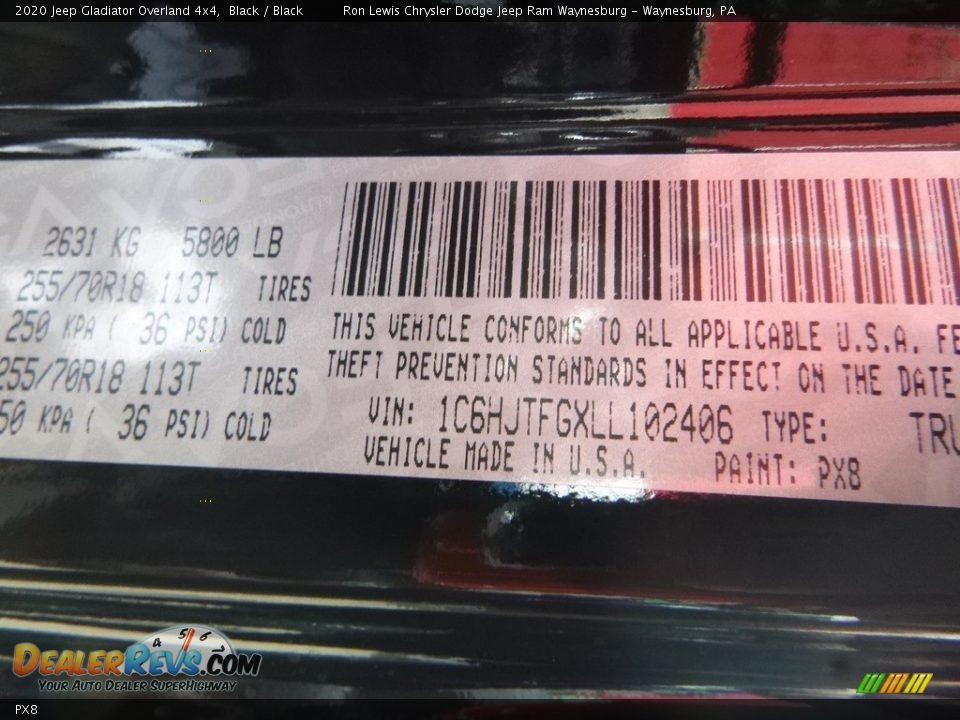 2020 Jeep Gladiator Overland 4x4, Black / Black Ron Lewis Chrysler Dodge Jeep Ram Waynesburg - Waynesburg, PA
2631 KG 5800 LB
255/70R18 113T TIRES
250 KPA ( 36 PSI) COLD
255/70R18 113T TIRES
50 KPA ( 36 PSI) COLD
THIS VEHICLE CONFORMS TO ALL APPLICABLE U.S.A. FE
THEFT PREVENTION STANDARDS IN EFFECT ON THE DATE
VIN: 1C6HJTFGXLL102406 TYPE: TRU
VEHICLE MADE IN U.S.A. PAINT: PX8
4 5 6
DEALERREVS.COM
YOUR AUTO DEALER SUPERHIGHWAY
PX8